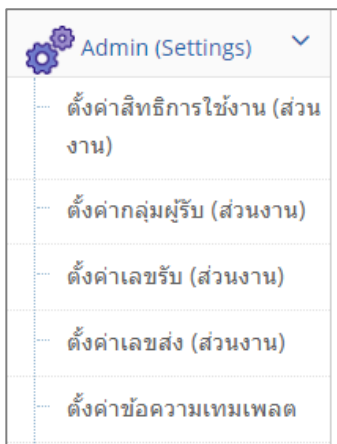 Admin (Settings)
ตั้งค่าสิทธิการใช้งาน (ส่วน
งาน)
ตั้งค่ากลุ่มผู้รับ (ส่วนงาน)
ตั้งค่าเลขรับ (ส่วนงาน)
ตั้งค่าเลขส่ง (ส่วนงาน)
ตั้งค่าข้อความเทมเพลต